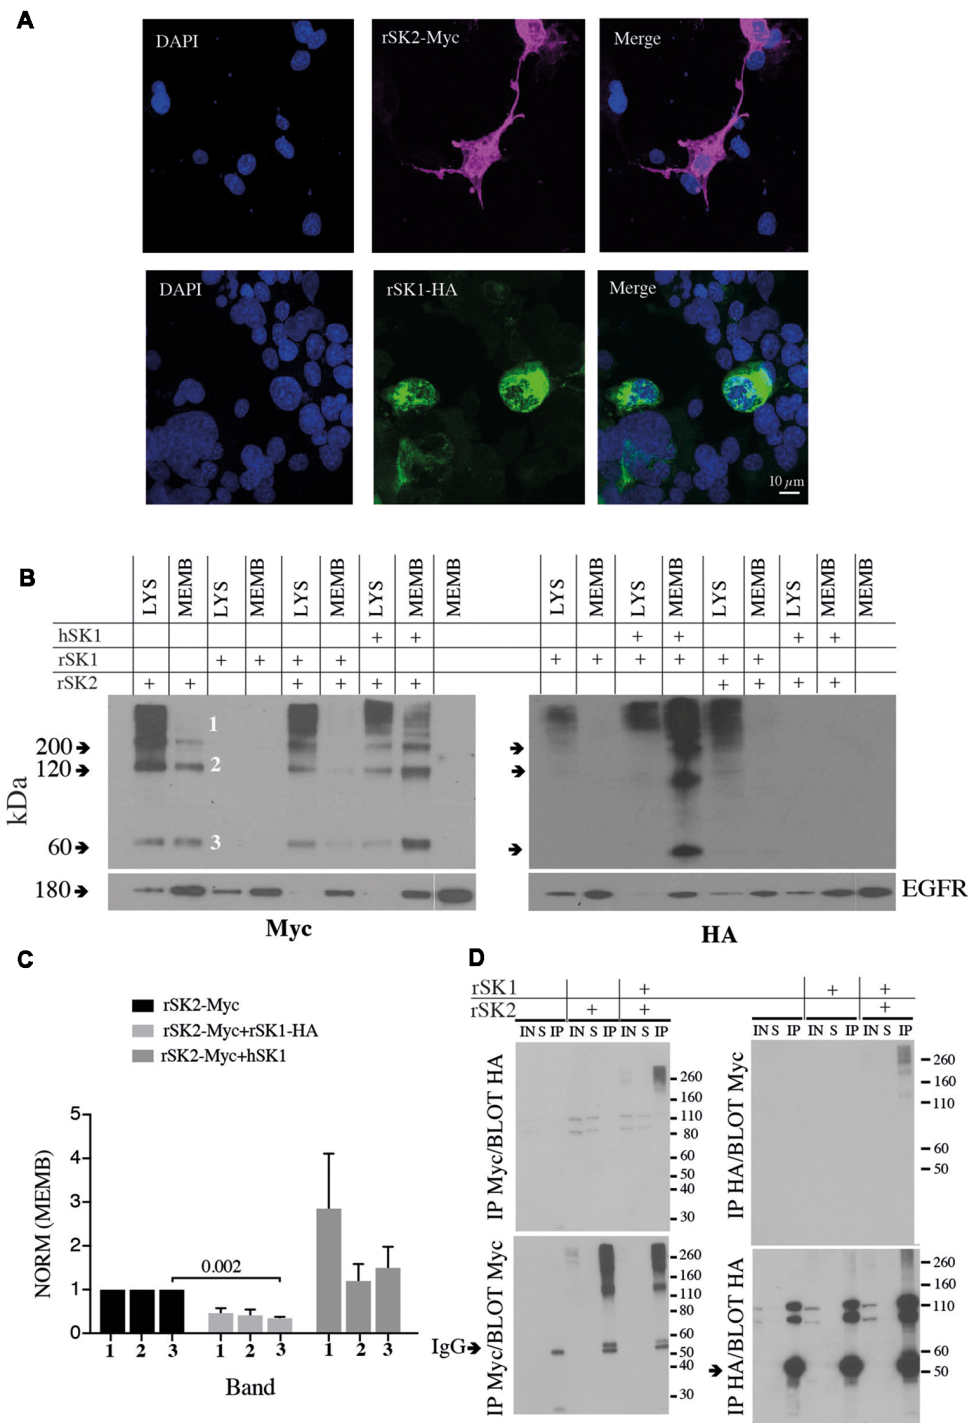 A
DAPI
rSK2-Myc
Merge
DAPI
rSK1-HA
Merge
10 µm
B
LYS MEMB LYS MEMB LYS MEMB LYS MEMB MEMB
LYS MEMB LYS MEMB LYS MEMB LYS MEMB MEMB
hSK1 + + + + + +
rSK1 + + + + + + + + + +
rSK2 + + + + + + + + + +
kDa
200
120
60
180
1
2
3
EGFR
Myc
HA
C
rSK2-Myc
rSK2-Myc+rSK1-HA
rSK2-Myc+hSK1
NORM (MEMB)
5
4
3
2
1
0
0.002
1 2 3 1 2 3 1 2 3
Band
D
rSK1 + + +
rSK2 + + +
IN S IP IN S IP IN S IP
IN S IP IN S IP IP
IP Myc/BLOT HA
260
160
110
80
60
50
40
30
IP HA/BLOT Myc
260
160
110
60
50
IP Myc/BLOT Myc
IgG
260
160
110
80
60
50
40
30
IP HA/BLOT HA
260
110
60
50